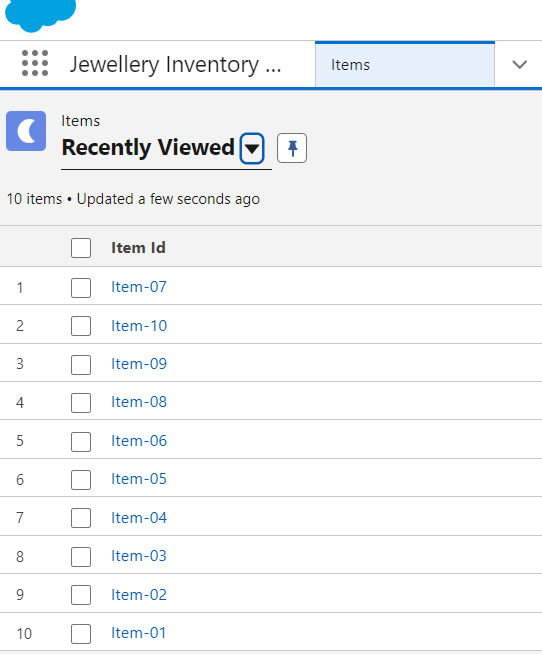 Jewellery Inventory ... Items
Items
Recently Viewed
10 items • Updated a few seconds ago
Item Id
1 Item-07
2 Item-10
3 Item-09
4 Item-08
5 Item-06
6 Item-05
7 Item-04
8 Item-03
9 Item-02
10 Item-01